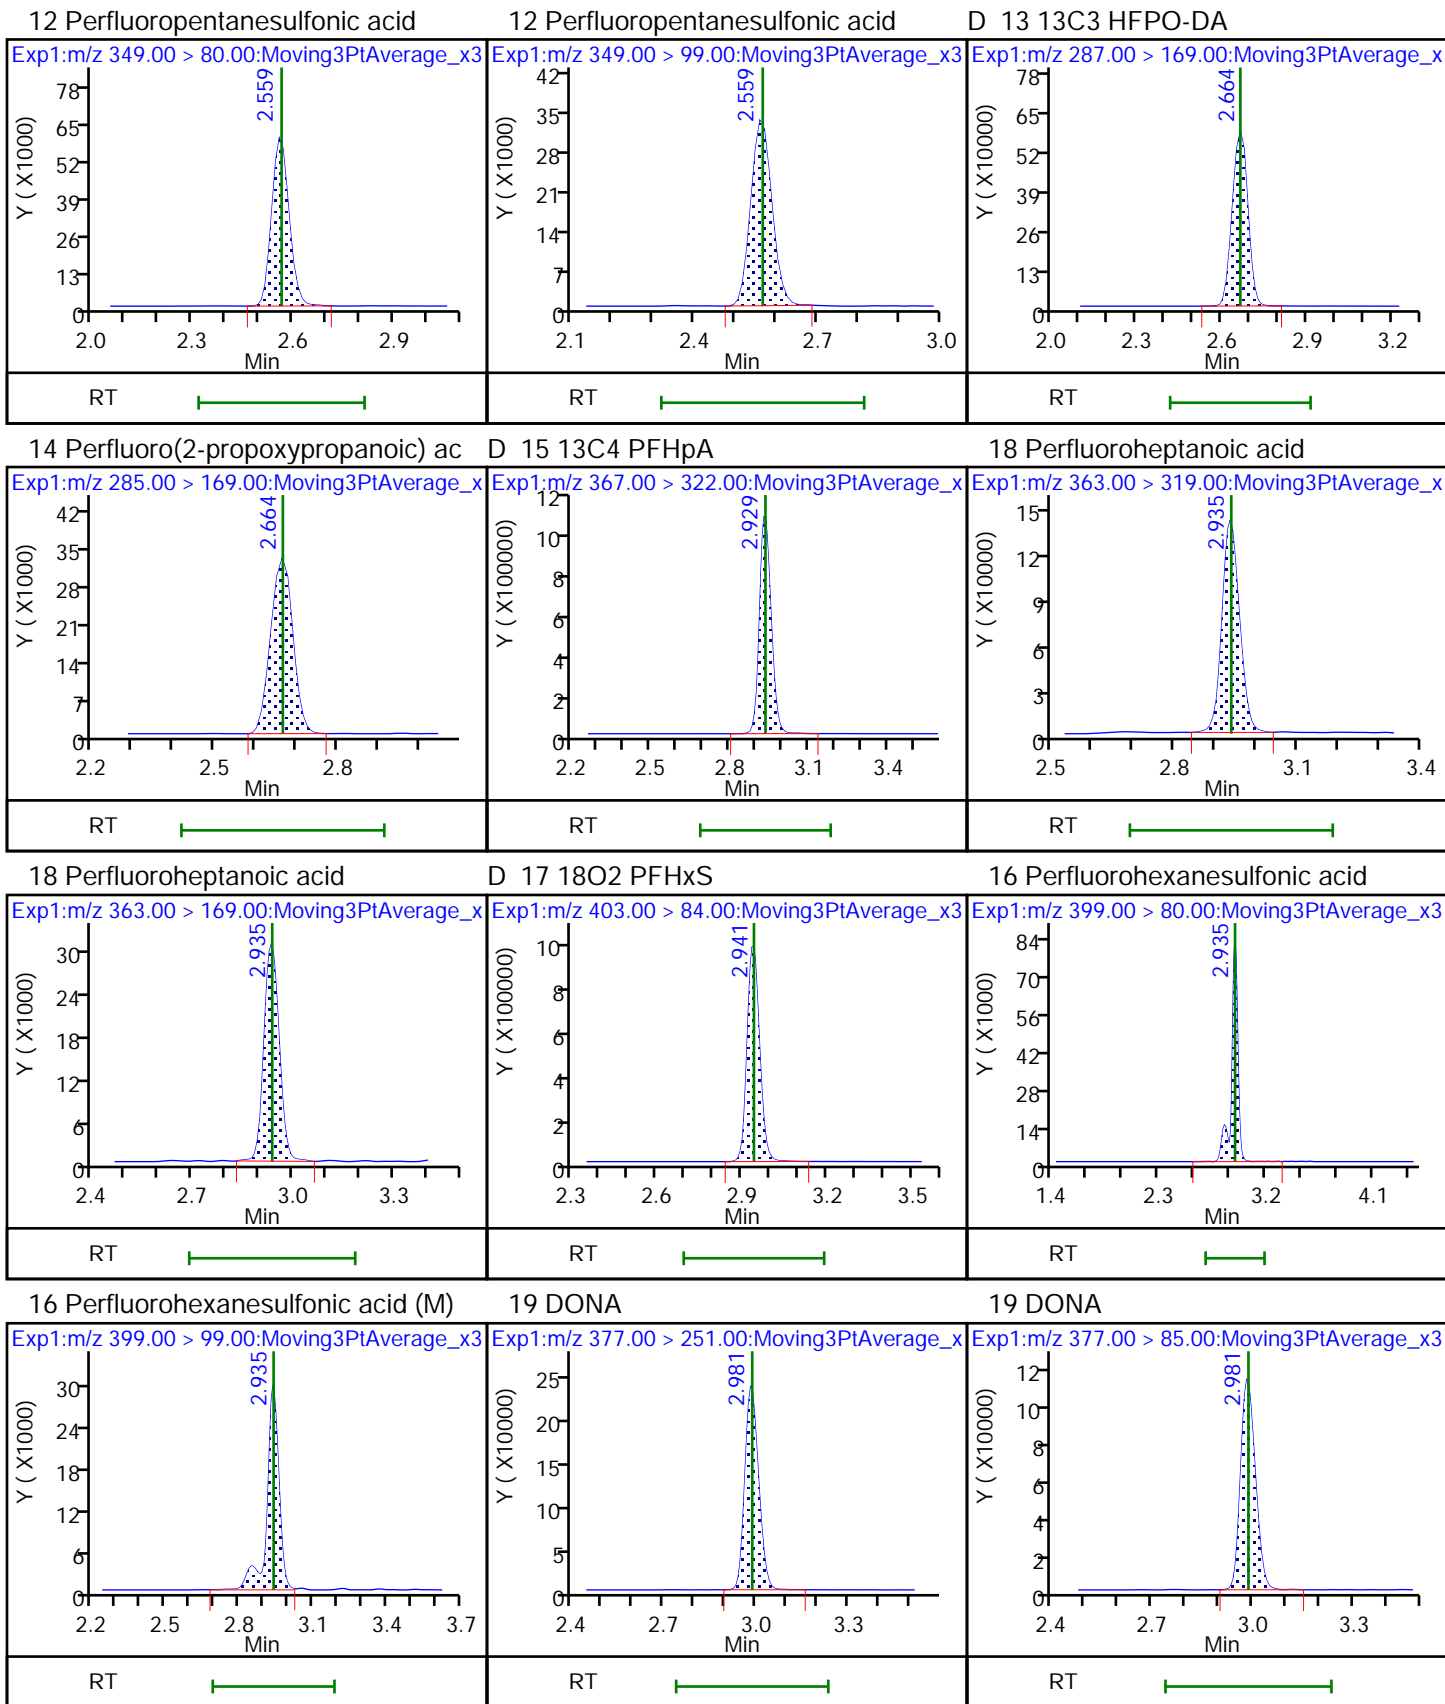 12 Perfluoropentanesulfonic acid
Exp1:m/z 349.00 > 80.00:Moving3PtAverage_x3
Y ( X1000)
78
65
52
39
26
13
0
2.559
2.0 2.3 2.6 2.9
Min
RT
12 Perfluoropentanesulfonic acid
Exp1:m/z 349.00 > 99.00:Moving3PtAverage_x3
Y ( X1000)
42
35
28
21
14
7
0
2.559
2.1 2.4 2.7 3.0
Min
RT
D 13 13C3 HFPO-DA
Exp1:m/z 287.00 > 169.00:Moving3PtAverage_x
Y ( X10000)
78
65
52
39
26
13
0
2.664
2.0 2.3 2.6 2.9 3.2
Min
RT
14 Perfluoro(2-propoxypropanoic) ac
Exp1:m/z 285.00 > 169.00:Moving3PtAverage_x
Y ( X1000)
42
35
28
21
14
7
0
2.664
2.2 2.5 2.8
Min
RT
D 15 13C4 PFHpA
Exp1:m/z 367.00 > 322.00:Moving3PtAverage_x
Y ( X100000)
12
10
8
6
4
2
0
2.929
2.2 2.5 2.8 3.1 3.4
Min
RT
18 Perfluoroheptanoic acid
Exp1:m/z 363.00 > 319.00:Moving3PtAverage_x
Y ( X10000)
15
12
9
6
3
0
2.935
2.5 2.8 3.1 3.4
Min
RT
18 Perfluoroheptanoic acid
Exp1:m/z 363.00 > 169.00:Moving3PtAverage_x
Y ( X1000)
30
24
18
12
6
0
2.935
2.4 2.7 3.0 3.3
Min
RT
D 17 18O2 PFHxS
Exp1:m/z 403.00 > 84.00:Moving3PtAverage_x3
Y ( X100000)
10
8
6
4
2
0
2.941
2.3 2.6 2.9 3.2 3.5
Min
RT
16 Perfluorohexanesulfonic acid
Exp1:m/z 399.00 > 80.00:Moving3PtAverage_x3
Y ( X1000)
84
70
56
42
28
14
0
2.935
1.4 2.3 3.2 4.1
Min
RT
16 Perfluorohexanesulfonic acid (M)
Exp1:m/z 399.00 > 99.00:Moving3PtAverage_x3
Y ( X1000)
30
24
18
12
6
0
2.935
2.2 2.5 2.8 3.1 3.4 3.7
Min
RT
19 DONA
Exp1:m/z 377.00 > 251.00:Moving3PtAverage_x
Y ( X10000)
25
20
15
10
5
0
2.981
2.4 2.7 3.0 3.3
Min
RT
19 DONA
Exp1:m/z 377.00 > 85.00:Moving3PtAverage_x3
Y ( X10000)
12
10
8
6
4
2
0
2.981
2.4 2.7 3.0 3.3
Min
RT